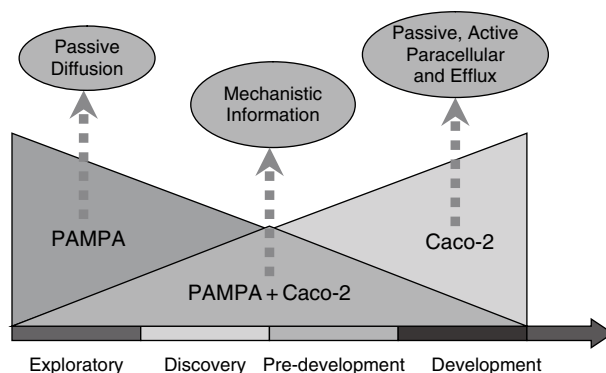 Passive
Diffusion
Mechanistic
Information
Passive, Active
Paracellular
and Efflux
PAMPA
PAMPA + Caco-2
Caco-2
Exploratory
Discovery
Pre-development
Development